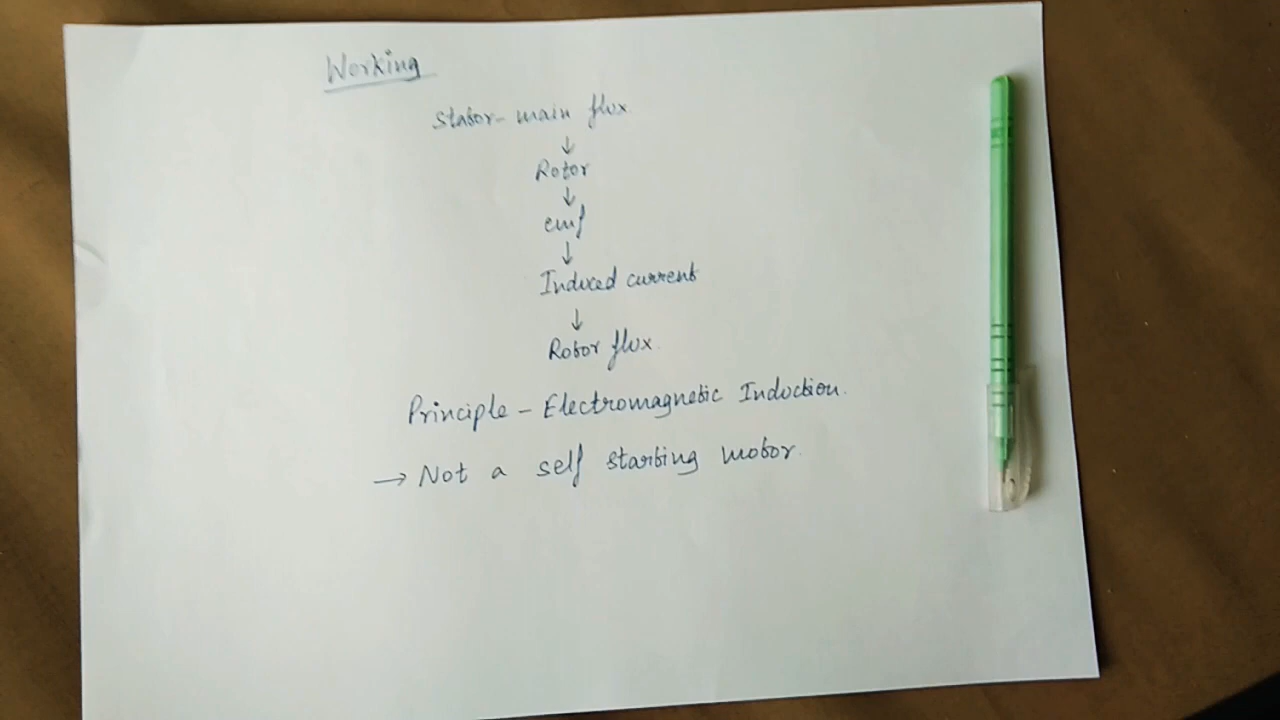 Working
Stator - main flux.
↓
Rotor
↓
emf
↓
Induced current
↓
Rotor flux.
Principle - Electromagnetic Induction.
→ Not a self starting motor.